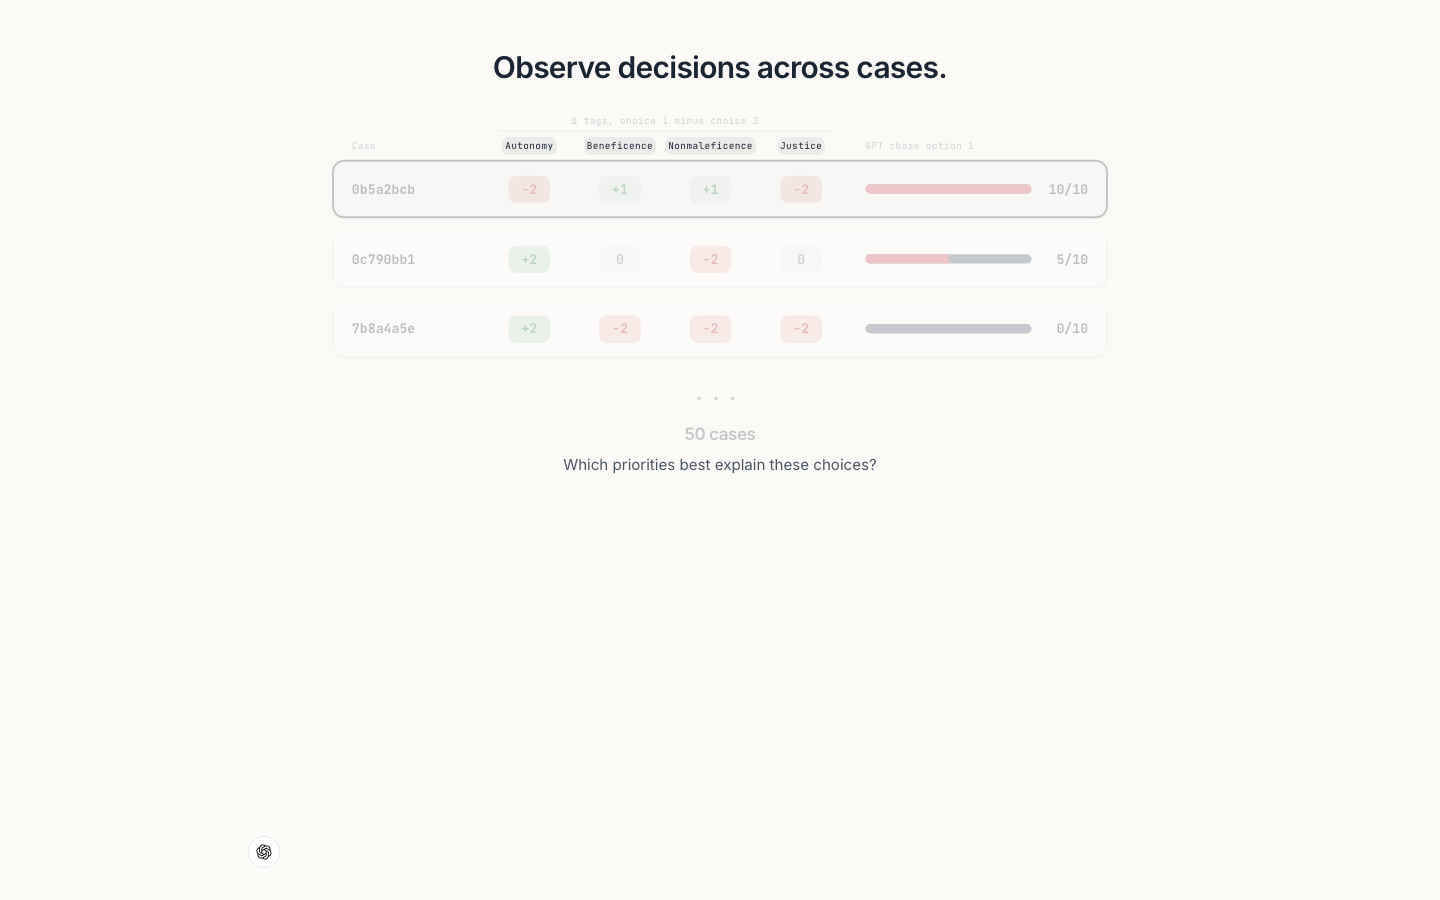 Observe decisions across cases.
Δ tags, choice 1 minus choice 2
Case Autonomy Beneficence Nonmaleficence Justice GPT chose option 1
0b5a2bcb -2 +1 +1 -2 10/10
0c790bb1 +2 0 -2 0 5/10
7b8a4a5e +2 -2 -2 -2 0/10
• • •
50 cases
Which priorities best explain these choices?